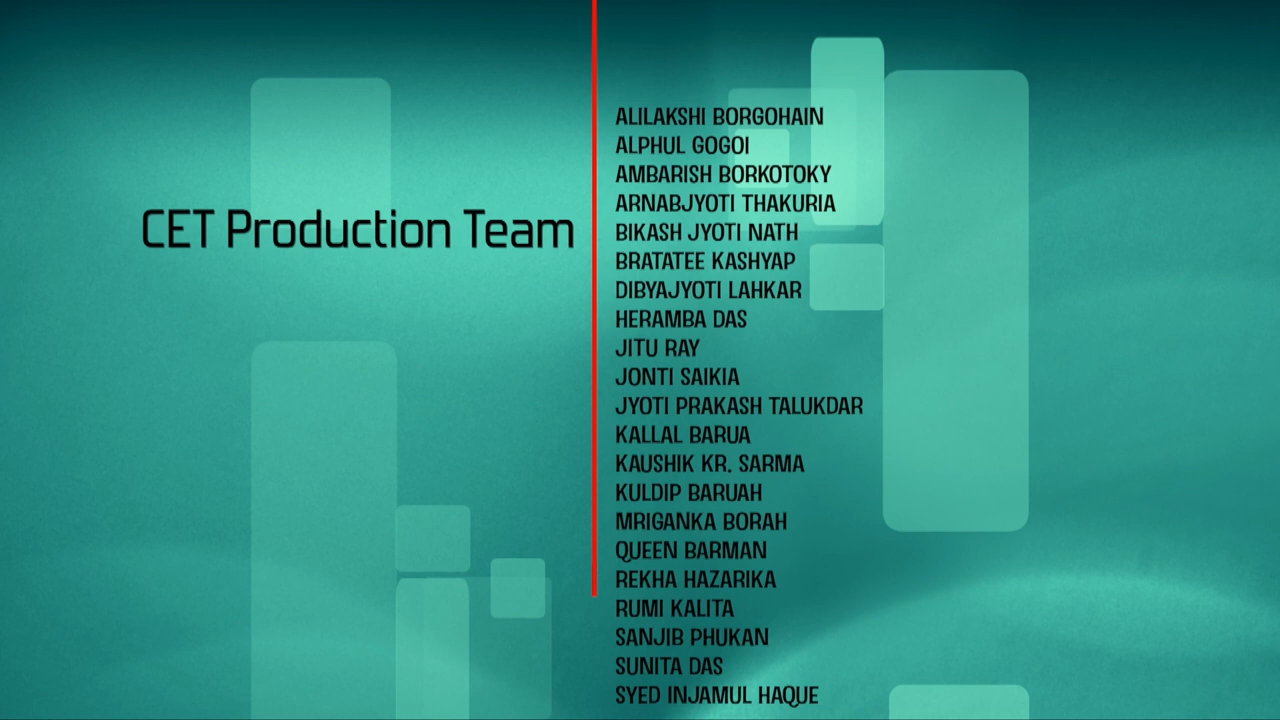 CET Production Team
ALILAKSHI BORGOHAIN
ALPHUL GOGOI
AMBARISH BORKOTOKY
ARNABJYOTI THAKURIA
BIKASH JYOTI NATH
BRATATEE KASHYAP
DIBYAJYOTI LAHKAR
HERAMBA DAS
JITU RAY
JONTI SAIKIA
JYOTI PRAKASH TALUKDAR
KALLAL BARUA
KAUSHIK KR. SARMA
KULDIP BARUAH
MRIGANKA BORAH
QUEEN BARMAN
REKHA HAZARIKA
RUMI KALITA
SANJIB PHUKAN
SUNITA DAS
SYED INJAMUL HAQUE